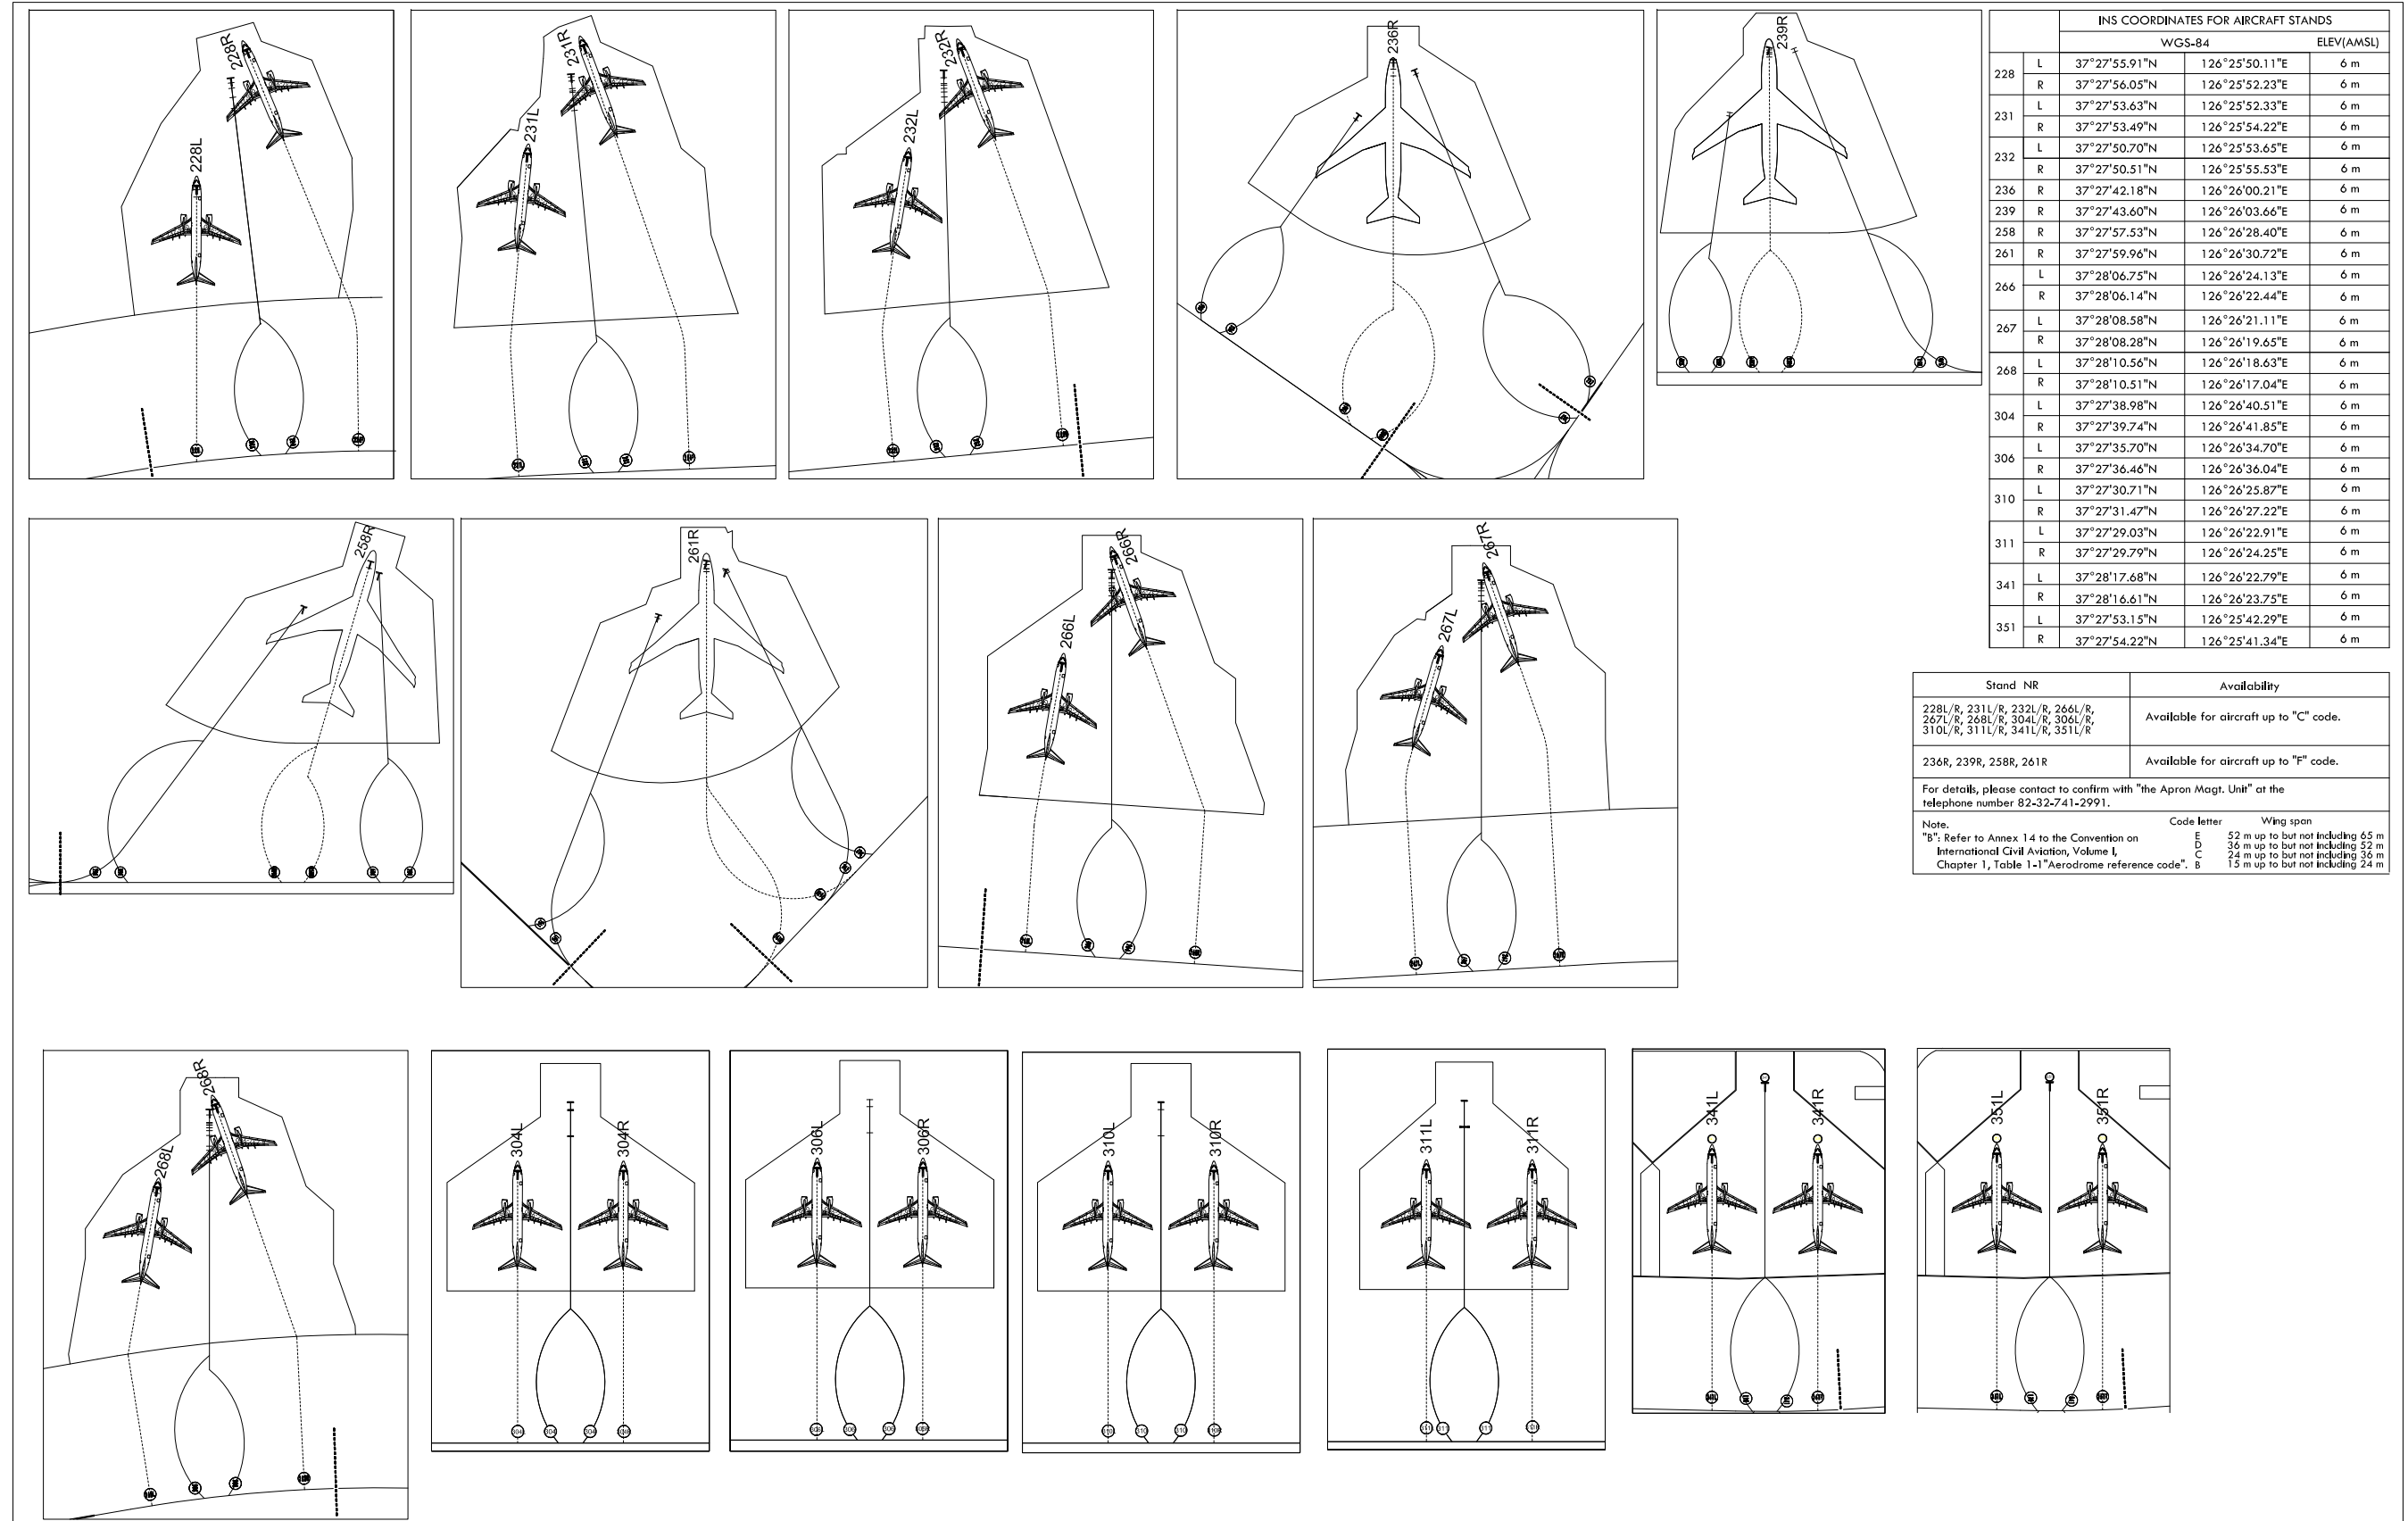 228L
228R
231L
231R
232L
232R
236R
239R
INS COORDINATES FOR AIRCRAFT STANDS
WGS-84 ELEV(AMSL)
228 L 37°27'55.91"N 126°25'50.11"E 6 m
R 37°27'56.05"N 126°25'52.23"E 6 m
231 L 37°27'53.63"N 126°25'52.33"E 6 m
R 37°27'53.49"N 126°25'54.22"E 6 m
232 L 37°27'50.70"N 126°25'53.65"E 6 m
R 37°27'50.51"N 126°25'55.53"E 6 m
236 R 37°27'42.18"N 126°26'00.21"E 6 m
239 R 37°27'43.60"N 126°26'03.66"E 6 m
258 R 37°27'57.53"N 126°26'28.40"E 6 m
261 R 37°27'59.96"N 126°26'30.72"E 6 m
266 L 37°28'06.75"N 126°26'24.13"E 6 m
R 37°28'06.14"N 126°26'22.44"E 6 m
267 L 37°28'08.58"N 126°26'21.11"E 6 m
R 37°28'08.28"N 126°26'19.65"E 6 m
268 L 37°28'10.56"N 126°26'18.63"E 6 m
R 37°28'10.51"N 126°26'17.04"E 6 m
304 L 37°27'38.98"N 126°26'40.51"E 6 m
R 37°27'39.74"N 126°26'41.85"E 6 m
306 L 37°27'35.70"N 126°26'34.70"E 6 m
R 37°27'36.46"N 126°26'36.04"E 6 m
310 L 37°27'30.71"N 126°26'25.87"E 6 m
R 37°27'31.47"N 126°26'27.22"E 6 m
311 L 37°27'29.03"N 126°26'22.91"E 6 m
R 37°27'29.79"N 126°26'24.25"E 6 m
341 L 37°28'17.68"N 126°26'22.79"E 6 m
R 37°28'16.61"N 126°26'23.75"E 6 m
351 L 37°27'53.15"N 126°25'42.29"E 6 m
R 37°27'54.22"N 126°25'41.34"E 6 m
258R
261R
266L
266R
267L
267R
Stand NR Availability
228L/R, 231L/R, 232L/R, 266L/R,
267L/R, 268L/R, 304L/R, 306L/R,
310L/R, 311L/R, 341L/R, 351L/R
Available for aircraft up to "C" code.
236R, 239R, 258R, 261R Available for aircraft up to "F" code.
For details, please contact to confirm with "the Apron Magt. Unit" at the
telephone number 82-32-741-2991.
Note. Code letter Wing span
"B": Refer to Annex 14 to the Convention on
International Civil Aviation, Volume I,
Chapter 1, Table 1-1"Aerodrome reference code".
E 52 m up to but not including 65 m
D 36 m up to but not including 52 m
C 24 m up to but not including 36 m
B 15 m up to but not including 24 m
268L
268R
304L
304R
306L
306R
310L
310R
311L
311R
341L
341R
351L
351R
304L 304 304 304R
306 306
310 310
311 311